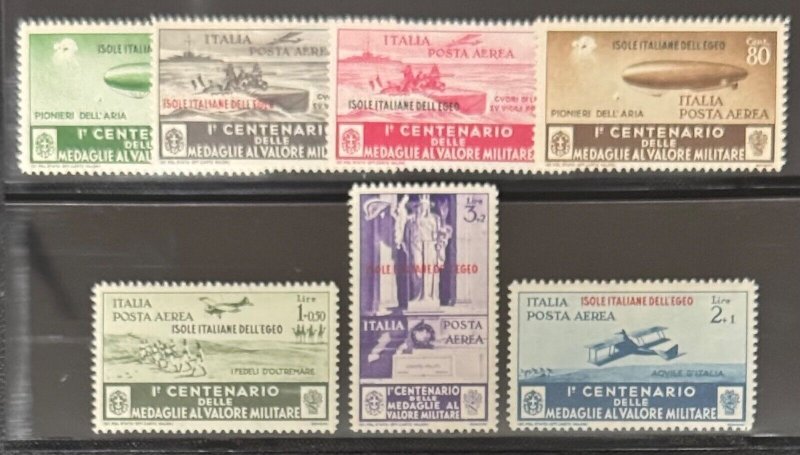 ISOLE ITALIANE
PIONIERI DELL'ARIA
Iº CENTENARIO
DELLE
MEDAGLIE AL VALORE
ITALIA
POSTA AEREA
ISOLE ITALIANE DELL'EGEO
Iº CENTENARIO
DELLE
MEDAGLIE AL VALORE MILITARE
ITALIA
POSTA AEREA
ISOLE ITALIANE DELL'EGEO
Iº CENTENARIO
DELLE
MEDAGLIE AL VALORE MILITARE
ISOLE ITALIANE DELL'EGEO
Cent.
80
PIONIERI DELL'ARIA
ITALIA
POSTA AEREA
Iº CENTENARIO
DELLE
MEDAGLIE AL VALORE MILITARE
ITALIA
POSTA AEREA
Lire
1+0,50
ISOLE ITALIANE DELL'EGEO
I FEDELI D'OLTREMARE
Iº CENTENARIO
DELLE
MEDAGLIE AL VALORE MILITARE
Lire
3+2
ISOLE ITALIANE DELL'EGEO
ITALIA
POSTA
AEREA
Iº CENTENARIO
DELLE
MEDAGLIE AL
VALORE MILITARE
ITALIA
POSTA AEREA
ISOLE ITALIANE DELL'EGEO
Lire
2+1
AQUILE D'ITALIA
Iº CENTENARIO
DELLE
MEDAGLIE AL VALORE MILITARE